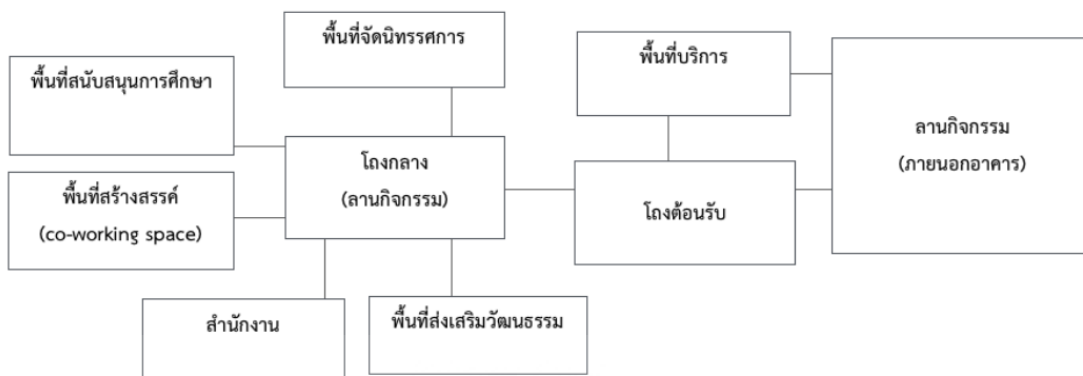 พื้นที่จัดนิทรรศการ
พื้นที่บริการ
พื้นที่สนับสนุนการศึกษา
ลานกิจกรรม
(ภายนอกอาคาร)
โถงกลาง
(ลานกิจกรรม)
พื้นที่สร้างสรรค์
(co-working space)
โถงต้อนรับ
สำนักงาน
พื้นที่ส่งเสริมวัฒนธรรม